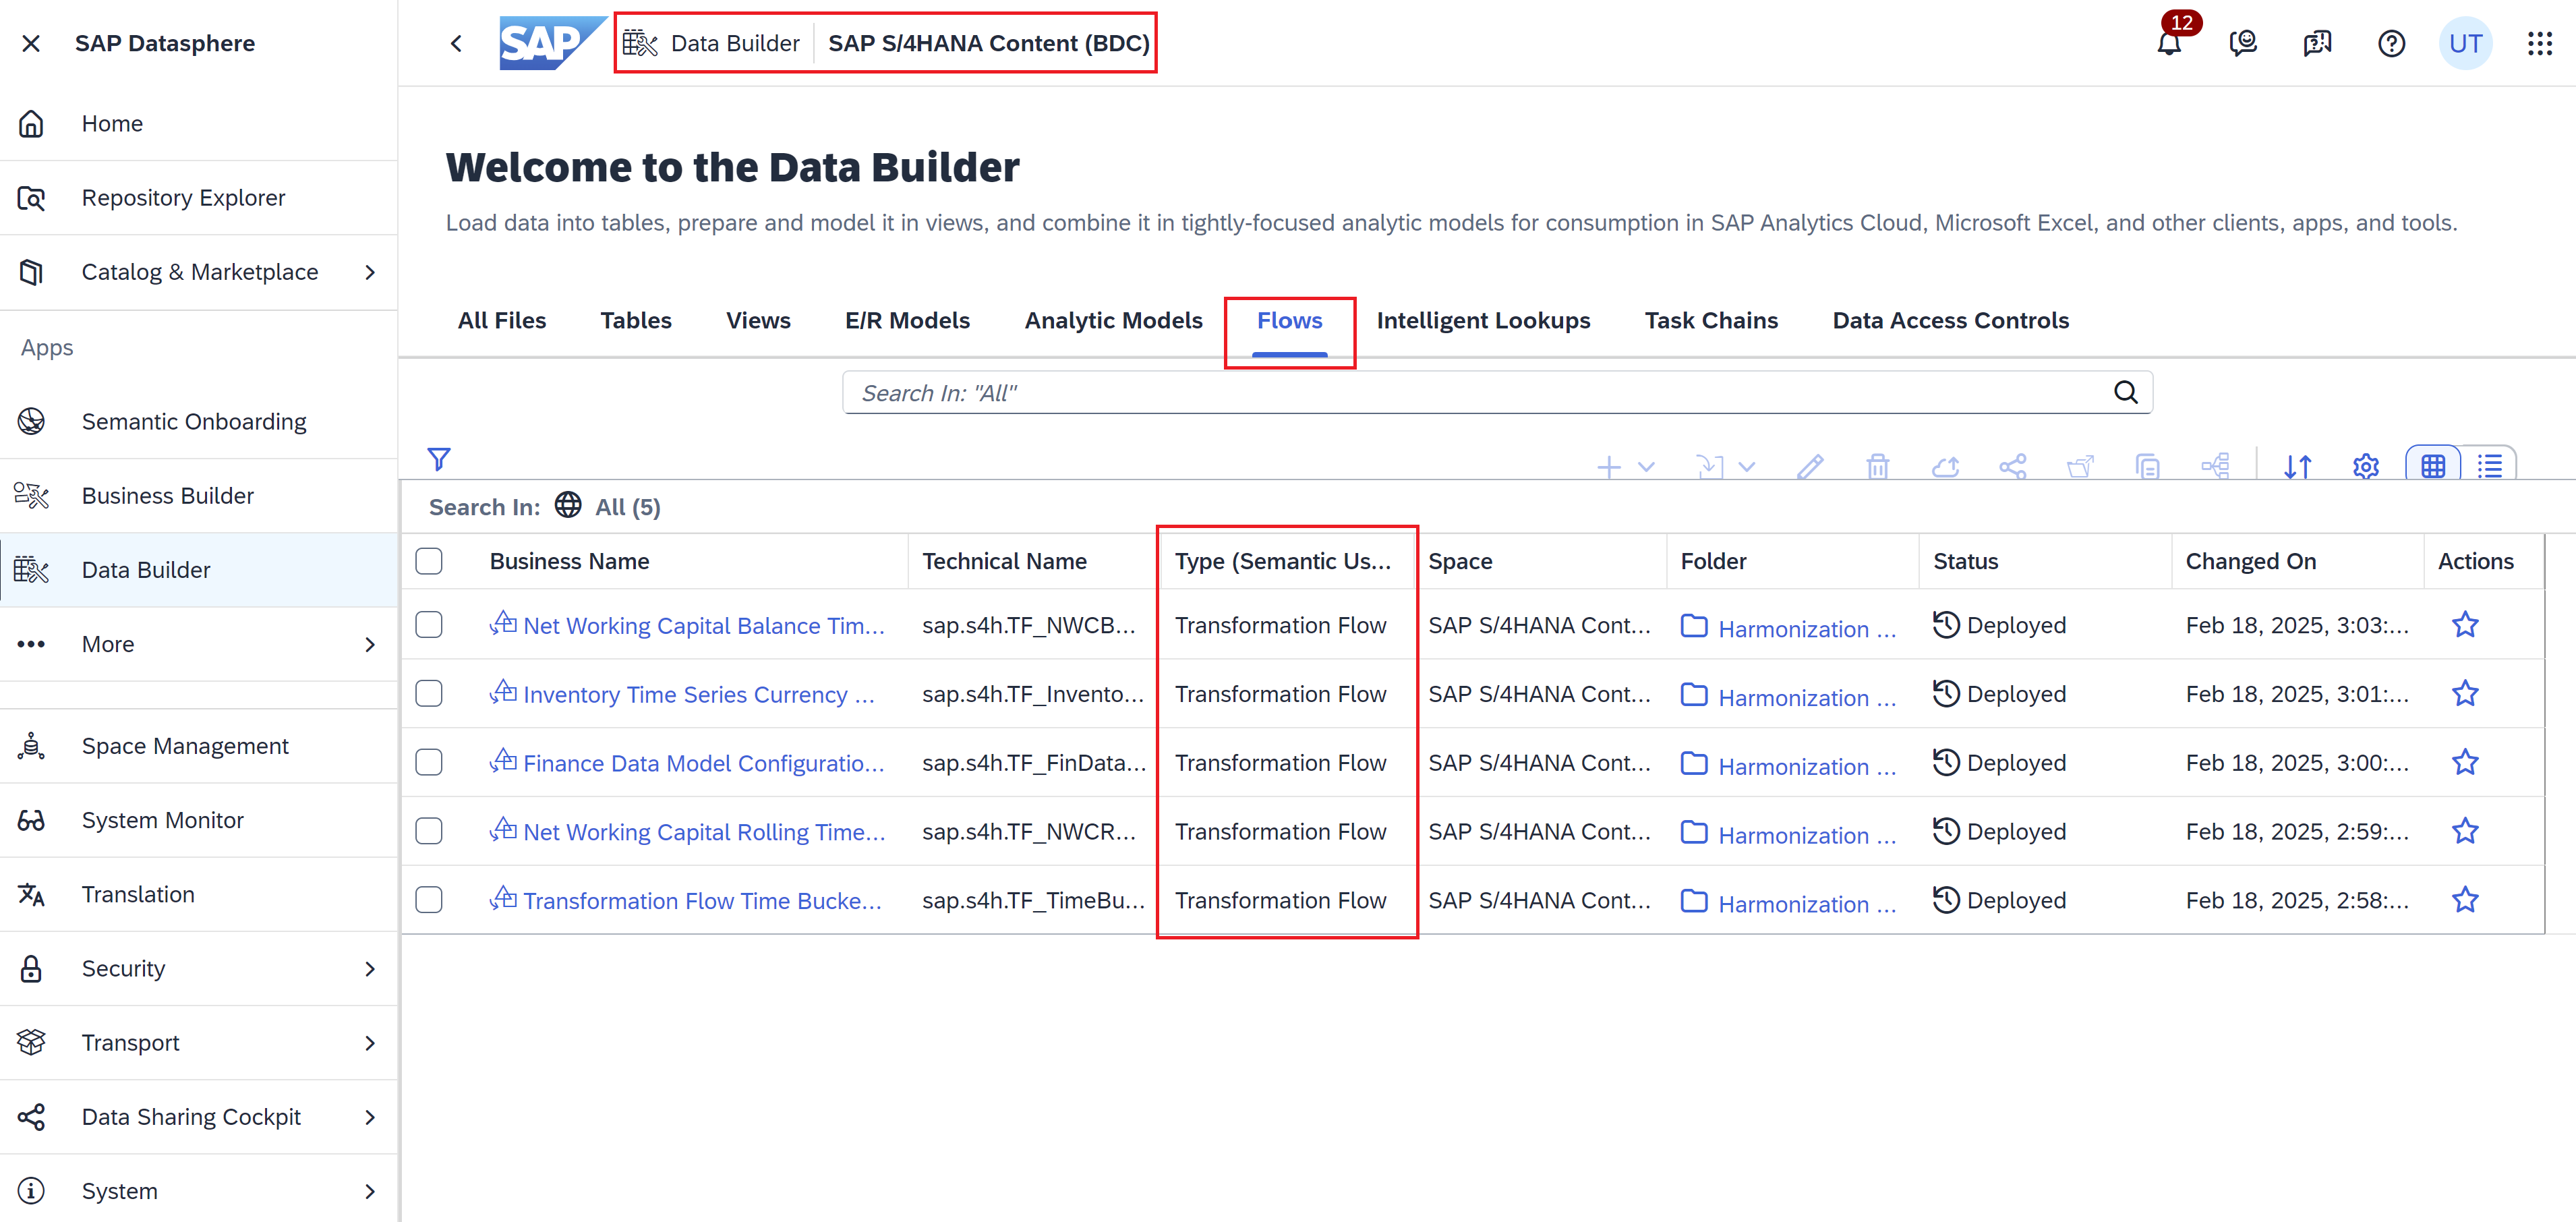 SAP Datasphere
SAP
Data Builder
SAP S/4HANA Content (BDC)
12
UT
Home
Repository Explorer
Catalog & Marketplace
Apps
Semantic Onboarding
Business Builder
Data Builder
More
Space Management
System Monitor
Translation
Security
Transport
Data Sharing Cockpit
System
Welcome to the Data Builder
Load data into tables, prepare and model it in views, and combine it in tightly-focused analytic models for consumption in SAP Analytics Cloud, Microsoft Excel, and other clients, apps, and tools.
All Files Tables Views E/R Models Analytic Models Flows Intelligent Lookups Task Chains Data Access Controls
Search In: "All"
Search In: All (5)
Business Name Technical Name Type (Semantic Us... Space Folder Status Changed On Actions
Net Working Capital Balance Tim... sap.s4h.TF_NWCB... Transformation Flow SAP S/4HANA Cont... Harmonization ... Deployed Feb 18, 2025, 3:03:...
Inventory Time Series Currency ... sap.s4h.TF_Invento... Transformation Flow SAP S/4HANA Cont... Harmonization ... Deployed Feb 18, 2025, 3:01:...
Finance Data Model Configuratio... sap.s4h.TF_FinData... Transformation Flow SAP S/4HANA Cont... Harmonization ... Deployed Feb 18, 2025, 3:00:...
Net Working Capital Rolling Time... sap.s4h.TF_NWCR... Transformation Flow SAP S/4HANA Cont... Harmonization ... Deployed Feb 18, 2025, 2:59:...
Transformation Flow Time Bucke... sap.s4h.TF_TimeBu... Transformation Flow SAP S/4HANA Cont... Harmonization ... Deployed Feb 18, 2025, 2:58:...